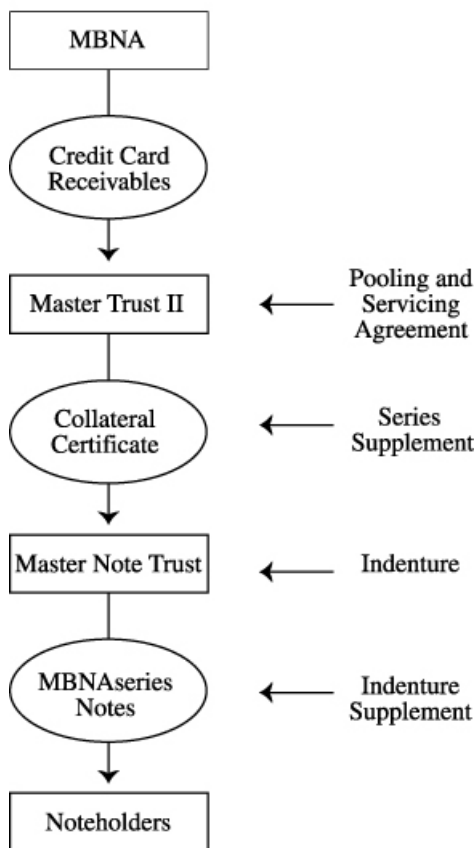 MBNA
Credit Card
Receivables
Master Trust II
Pooling and
Servicing
Agreement
Collateral
Certificate
Series
Supplement
Master Note Trust
Indenture
MBNAseries
Notes
Indenture
Supplement
Noteholders